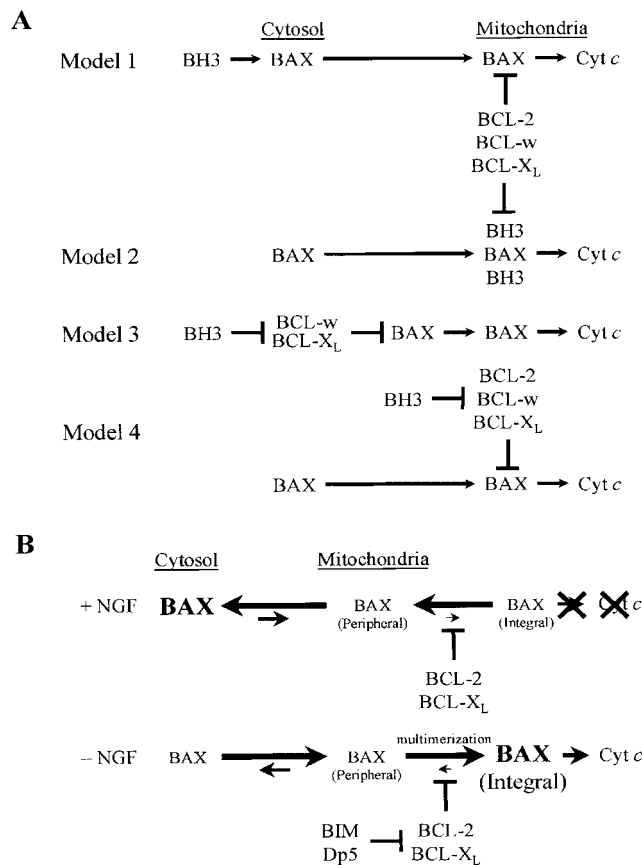 A
Cytosol Mitochondria
Model 1 BH3 BAX BAX Cyt c
BCL-2
BCL-w
BCL-XL
BH3
Model 2 BAX BAX Cyt c
BH3
Model 3 BH3 BCL-w BAX BAX Cyt c
BCL-XL
BCL-2
BH3 BCL-w
BCL-XL
Model 4
BAX BAX Cyt c
B
Cytosol Mitochondria
+ NGF BAX BAX BAX Cyt c
(Peripheral) (Integral)
BCL-2
BCL-XL
multimerization
– NGF BAX BAX BAX Cyt c
(Peripheral) (Integral)
BIM BCL-2
Dp5 BCL-XL